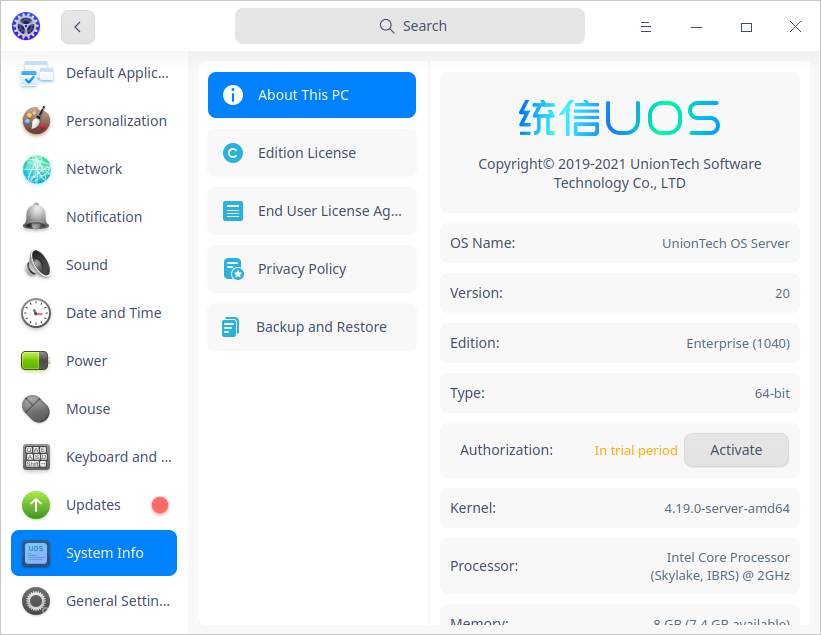 Search
Default Applic...
Personalization
Network
Notification
Sound
Date and Time
Power
Mouse
Keyboard and ...
Updates
UOS
System Info
General Settin...
About This PC
Edition License
End User License Ag...
Privacy Policy
Backup and Restore
统信UOS
Copyright© 2019-2021 UnionTech Software
Technology Co., LTD
OS Name: UnionTech OS Server
Version: 20
Edition: Enterprise (1040)
Type: 64-bit
Authorization: In trial period Activate
Kernel: 4.19.0-server-amd64
Processor: Intel Core Processor
(Skylake, IBRS) @ 2GHz
Memory: 8 GB (7.4 GB available)